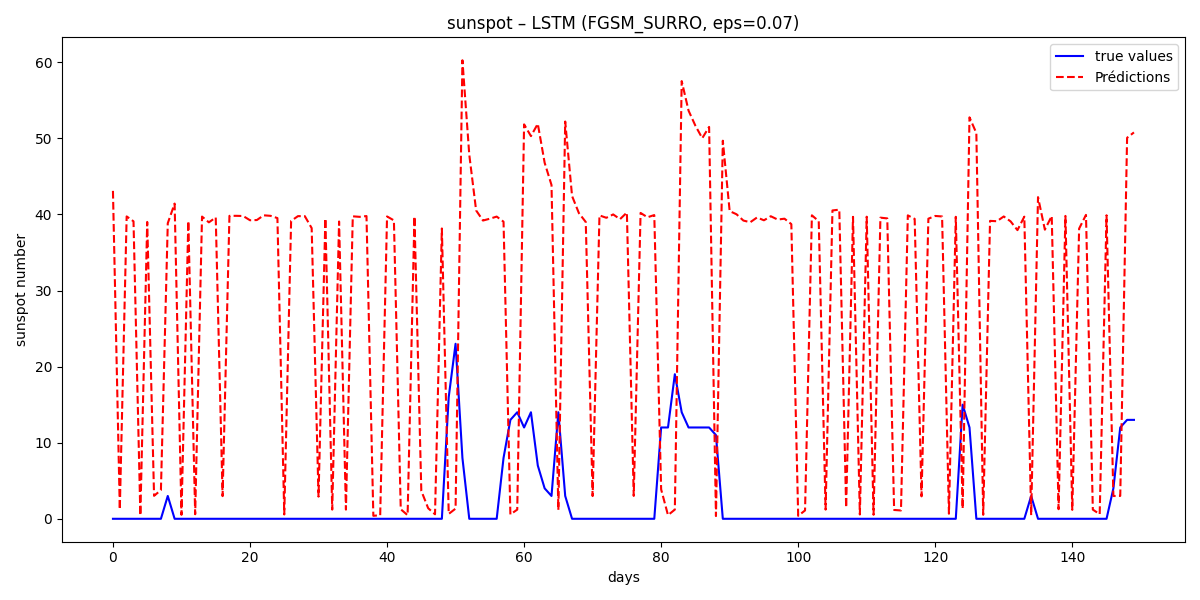 sunspot – LSTM (FGSM_SURRO, eps=0.07)
true values
Prédictions
sunspot number
60
50
40
30
20
10
0
0 20 40 60 80 100 120 140
days